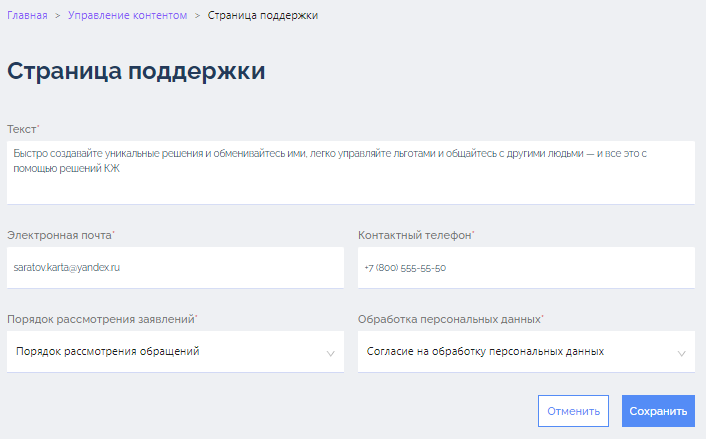 Главная > Управление контентом > Страница поддержки
Страница поддержки
Текст*
Быстро создавайте уникальные решения и обменивайтесь ими, легко управляйте льготами и общайтесь с другими людьми — и все это с
помощью решений КЖ
Электронная почта*
Контактный телефон*
saratov.karta@yandex.ru
+7 (800) 555-55-50
Порядок рассмотрения заявлений*
Обработка персональных данных*
Порядок рассмотрения обращений
Согласие на обработку персональных данных
Отменить
Сохранить